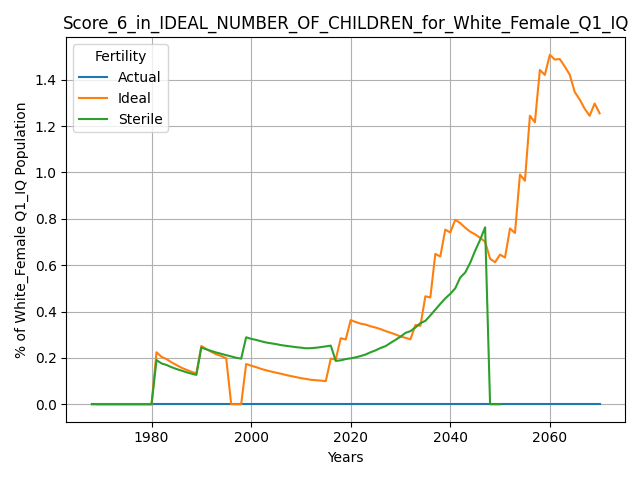 Score_6_in_IDEAL_NUMBER_OF_CHILDREN_for_White_Female_Q1_IQ
Fertility
Actual
Ideal
Sterile
% of White_Female Q1_IQ Population
1.4
1.2
1.0
0.8
0.6
0.4
0.2
0.0
1980 2000 2020 2040 2060
Years